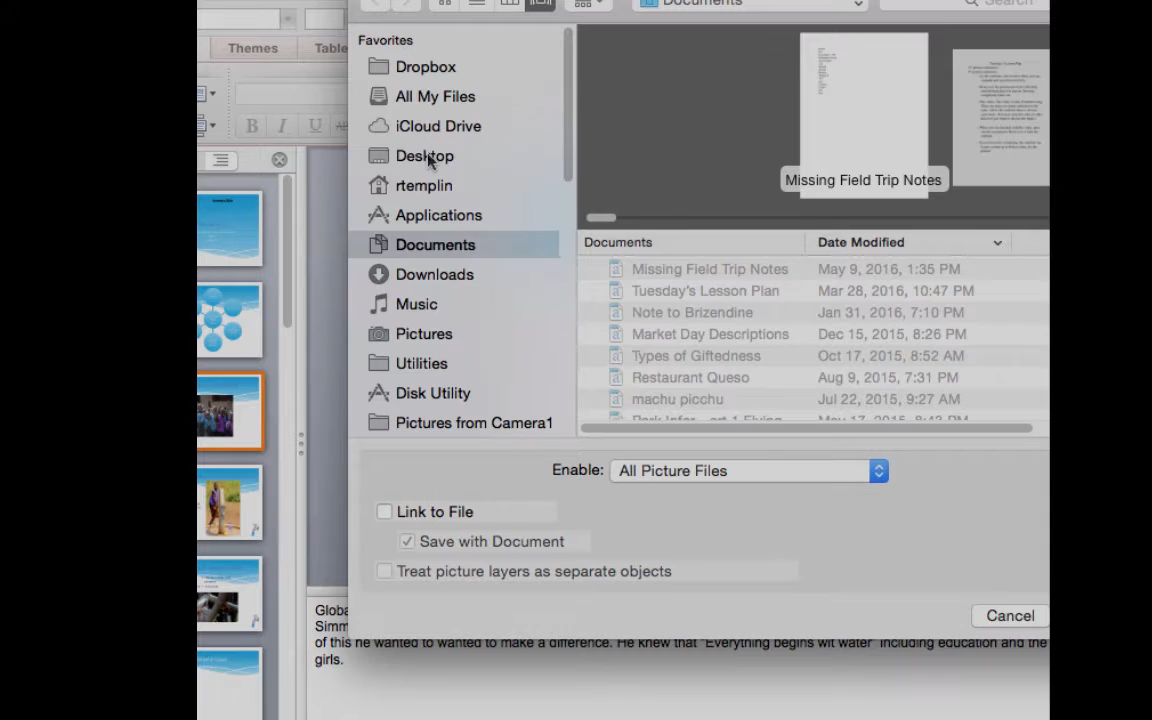 Documents
Search
Themes
Table
B I U AB
Favorites
Dropbox
All My Files
iCloud Drive
Desktop
rtemplin
Applications
Documents
Downloads
Music
Pictures
Utilities
Disk Utility
Pictures from Camera1
Missing Field Trip Notes
Documents Date Modified
Missing Field Trip Notes May 9, 2016, 1:35 PM
Tuesday's Lesson Plan Mar 28, 2016, 10:47 PM
Note to Brizendine Jan 31, 2016, 7:10 PM
Market Day Descriptions Dec 15, 2015, 8:26 PM
Types of Giftedness Oct 17, 2015, 8:52 AM
Restaurant Queso Aug 9, 2015, 7:31 PM
machu picchu Jul 22, 2015, 9:27 AM
Enable: All Picture Files
Link to File
Save with Document
Treat picture layers as separate objects
Cancel
Globa
Simm
of this he wanted to wanted to make a difference. He knew that "Everything begins wit water" including education and the
girls.